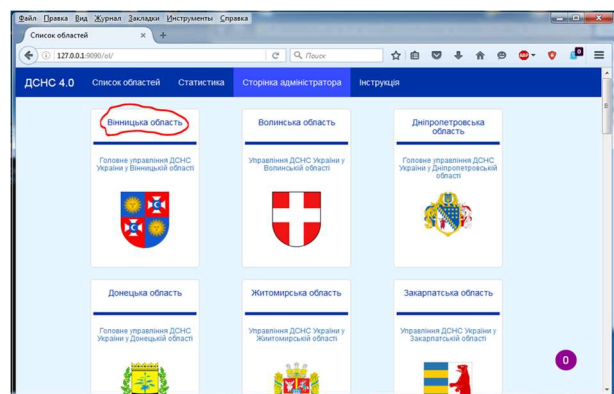 Файл Правка Вид Журнал Закладки Инструменты Справка
Список областей
127.0.0.1:9090/ol/
Поиск
ДСНС 4.0 Список областей Статистика Сторінка адміністратора Інструкція
Вінницька область
Волинська область
Дніпропетровська
область
Головне управління ДСНС
України у Вінницькій області
Управління ДСНС України у
Волинській області
Головне управління ДСНС
України у Дніпропетровській
області
Донецька область
Житомирська область
Закарпатська область
Головне управління ДСНС
України у Донецькій області
Управління ДСНС України у
Житомирській області
Управління ДСНС України у
Закарпатській області
0